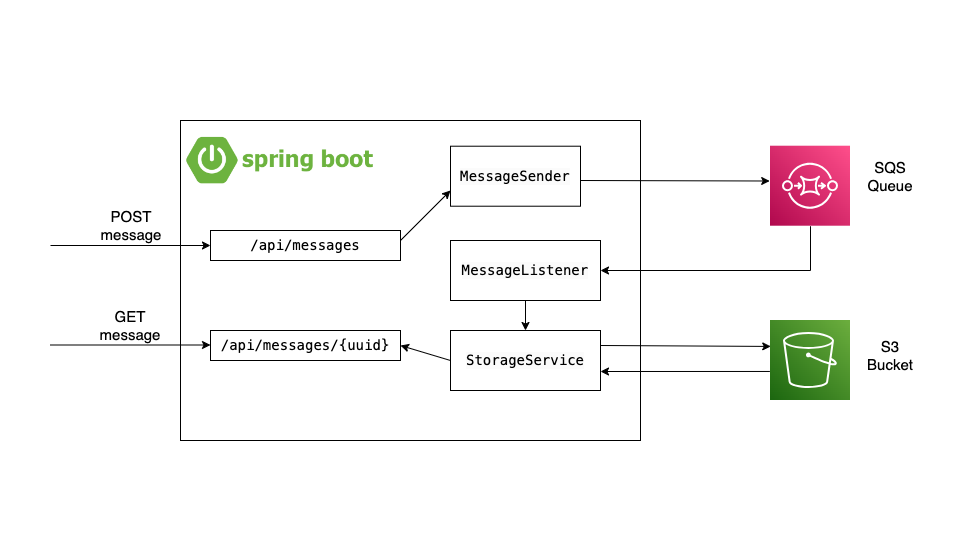 spring boot
MessageSender
SQS
Queue
POST
message
/api/messages
MessageListener
GET
message
/api/messages/{uuid}
StorageService
S3
Bucket